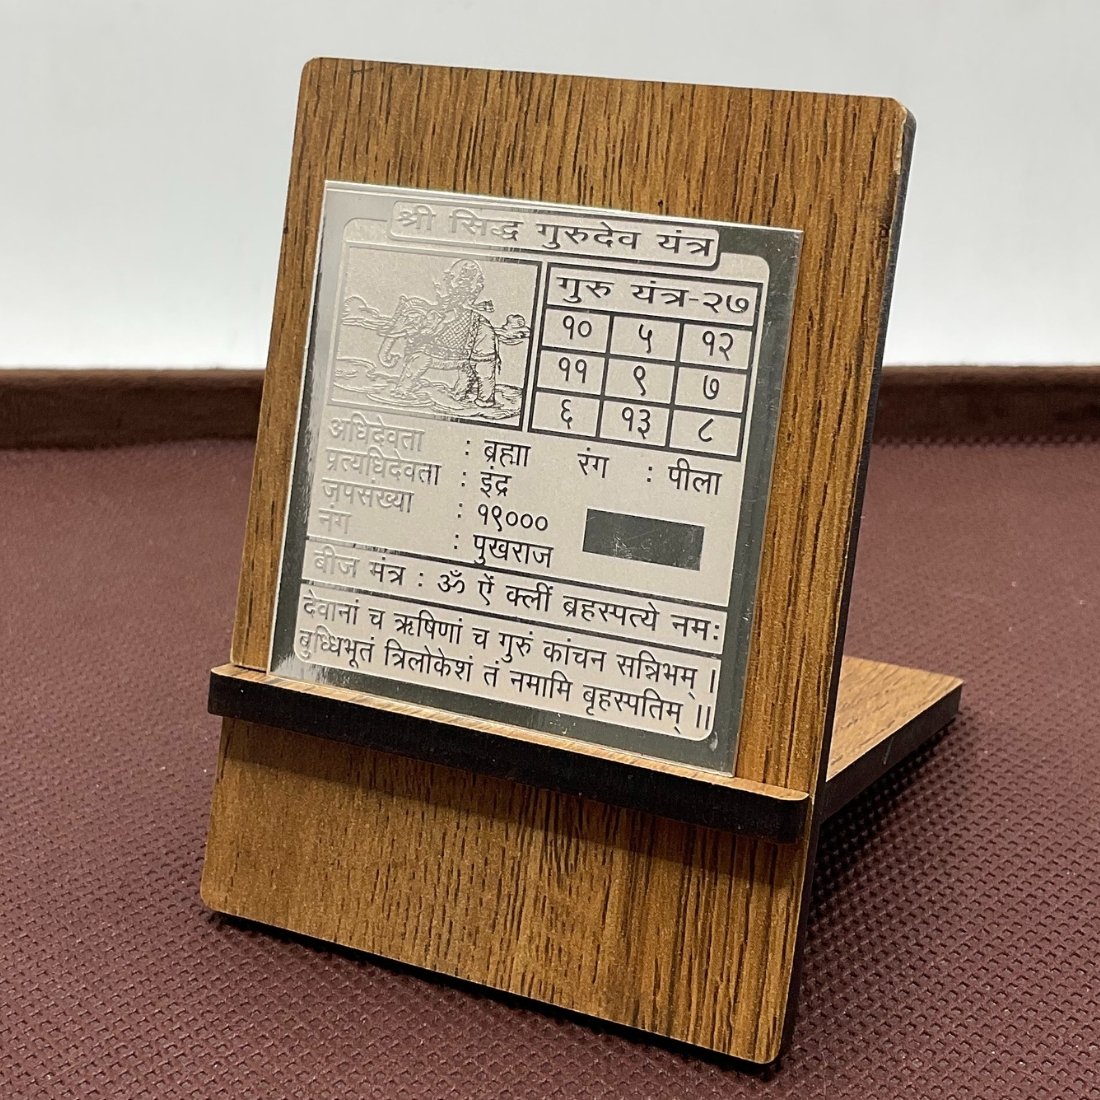 श्री सिद्ध गुरुदेव यंत्र
गुरु यंत्र-२७
१० ५ १२
११ ९ ७
६ १३ ८
अधिदेवता : ब्रह्मा रंग : पीला
प्रत्यधिदेवता : इंद्र
जपसंख्या : १९०००
नंग : पुखराज
बीज मंत्र : ॐ ऐं क्लीं ब्रहस्पत्ये नमः
देवानां च ऋषिणां च गुरुं कांचन सन्निभम् ।
बुध्धिभूतं त्रिलोकेशं तं नमामि बृहस्पतिम् ।।